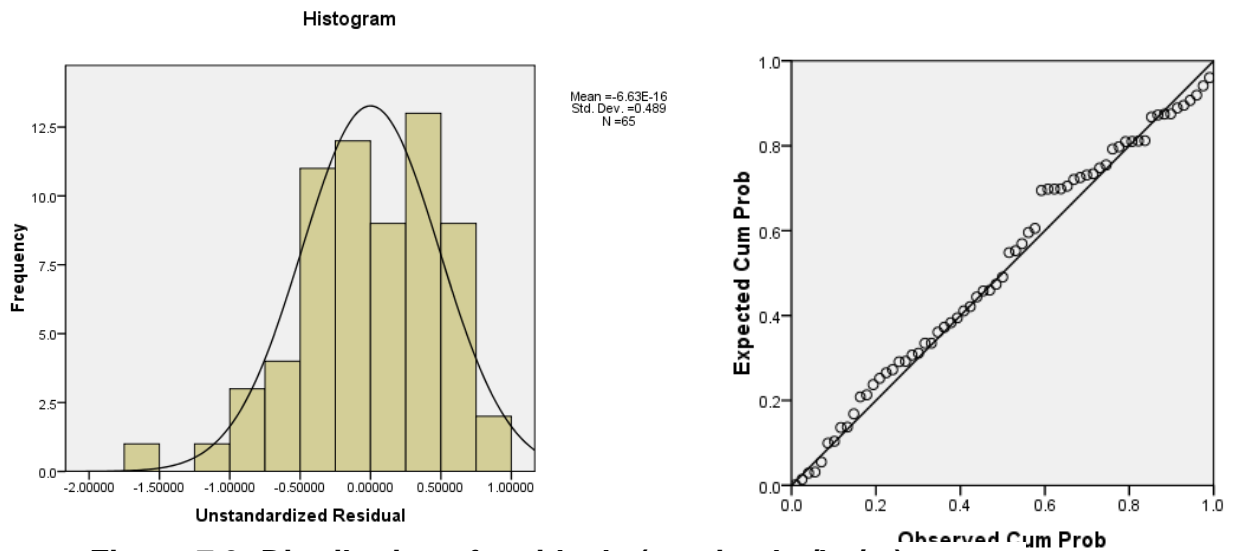 Histogram
Mean =-6.63E-16
Std. Dev. =0.489
N =65
Frequency
12.5
10.0
7.5
5.0
2.5
0.0
-2.00000 -1.50000 -1.00000 -0.50000 0.00000 0.50000 1.00000
Unstandardized Residual
Expected Cum Prob
1.0
0.8
0.6
0.4
0.2
0.0
0.0 0.2 0.4 0.6 0.8 1.0
Observed Cum Prob